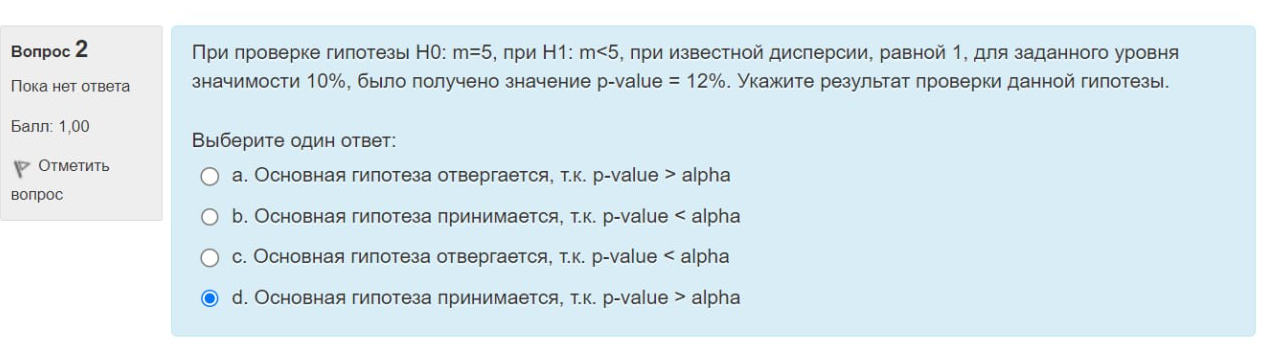 Вопрос 2
Пока нет ответа
Балл: 1,00
Отметить
вопрос
При проверке гипотезы H0: m=5, при H1: m<5, при известной дисперсии, равной 1, для заданного уровня
значимости 10%, было получено значение p-value = 12%. Укажите результат проверки данной гипотезы.
Выберите один ответ:
a. Основная гипотеза отвергается, т.к. p-value > alpha
b. Основная гипотеза принимается, т.к. p-value < alpha
c. Основная гипотеза отвергается, т.к. p-value < alpha
d. Основная гипотеза принимается, т.к. p-value > alpha